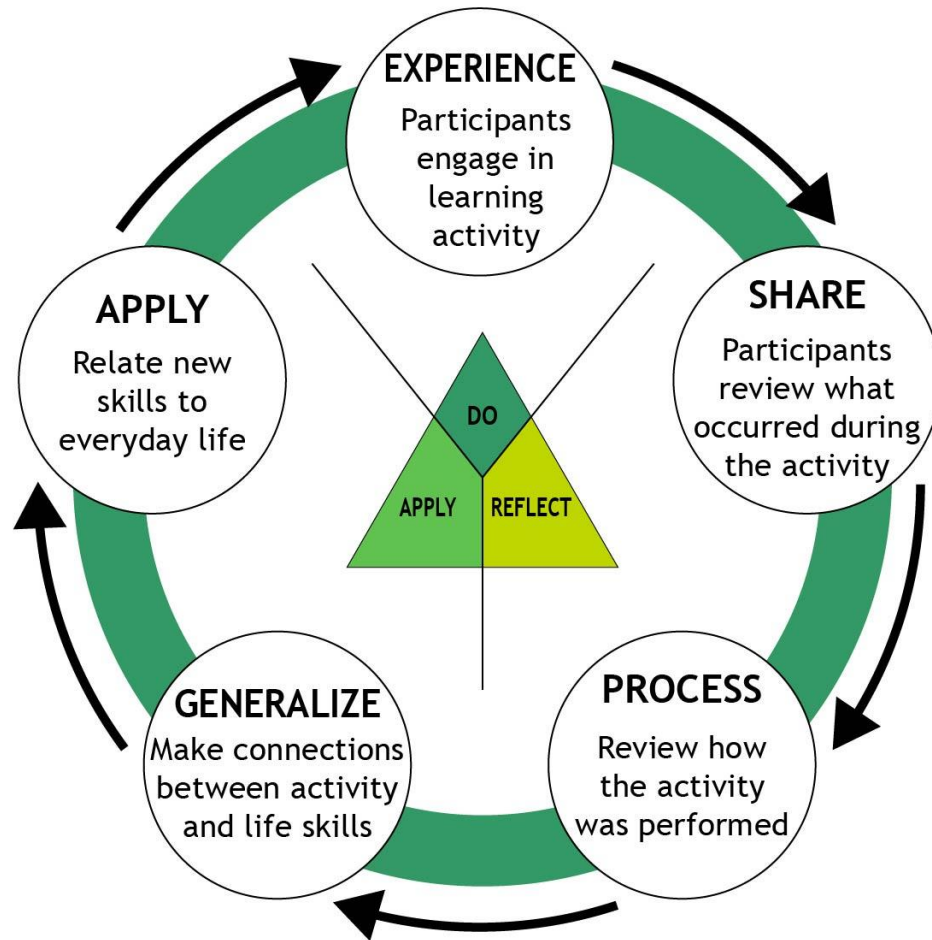 EXPERIENCE
Participants
engage in
learning
activity
SHARE
Participants
review what
occurred during
the activity
PROCESS
Review how
the activity
was performed
GENERALIZE
Make connections
between activity
and life skills
APPLY
Relate new
skills to
everyday life
DO
APPLY
REFLECT